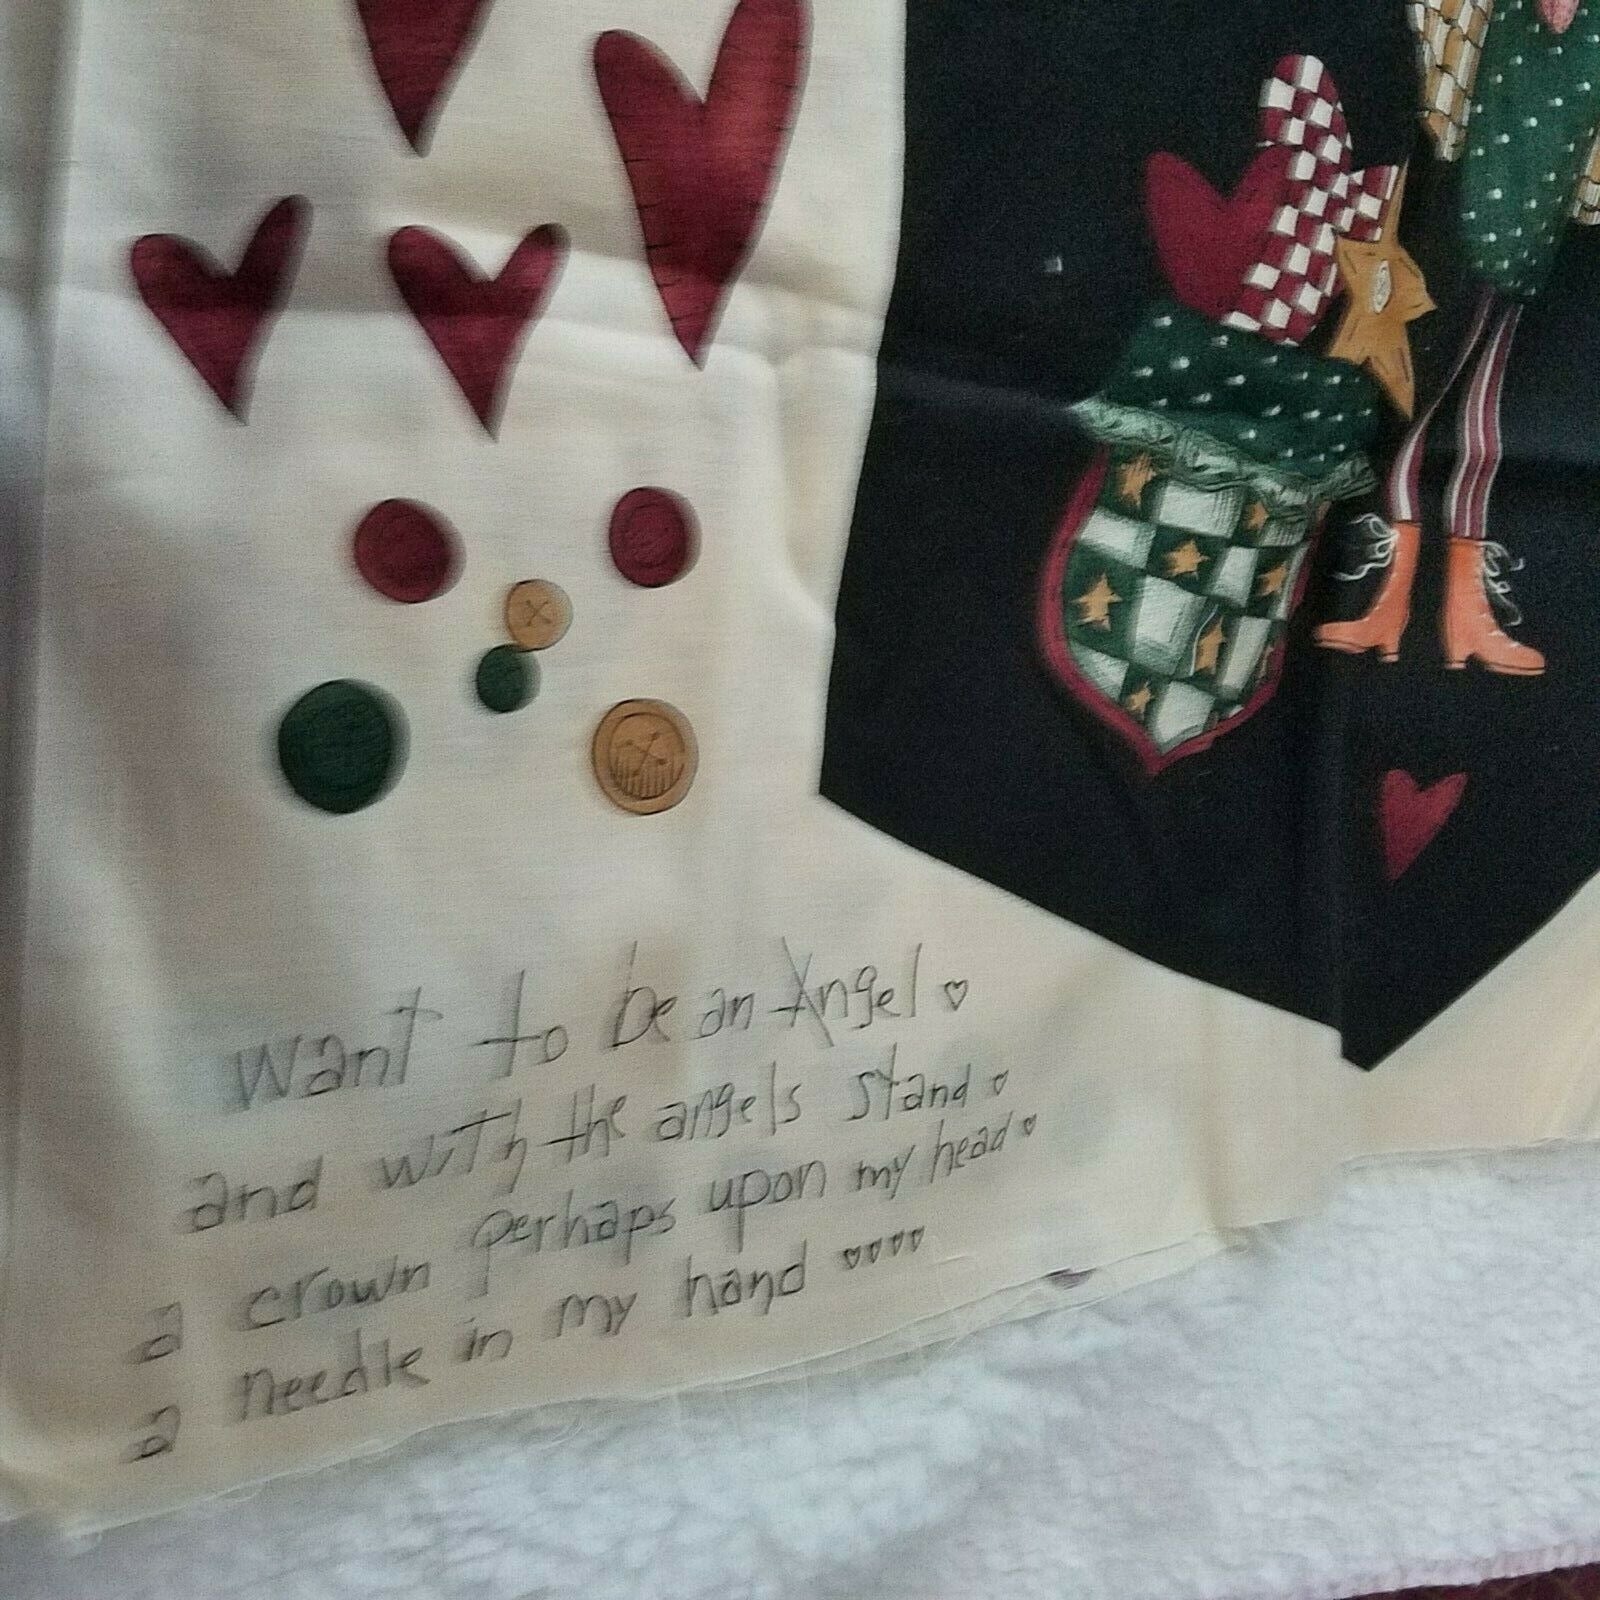 want to be an Angel
and with the angels stand
a crown perhaps upon my head
a needle in my hand